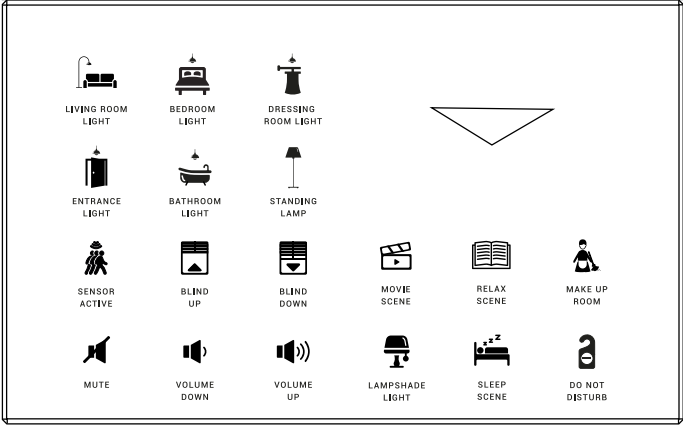 LIVING ROOM
LIGHT
BEDROOM
LIGHT
DRESSING
ROOM LIGHT
ENTRANCE
LIGHT
BATHROOM
LIGHT
STANDING
LAMP
SENSOR
ACTIVE
BLIND
UP
BLIND
DOWN
MOVIE
SCENE
RELAX
SCENE
MAKE UP
ROOM
MUTE
VOLUME
DOWN
VOLUME
UP
LAMPSHADE
LIGHT
z z Z
SLEEP
SCENE
DO NOT
DISTURB